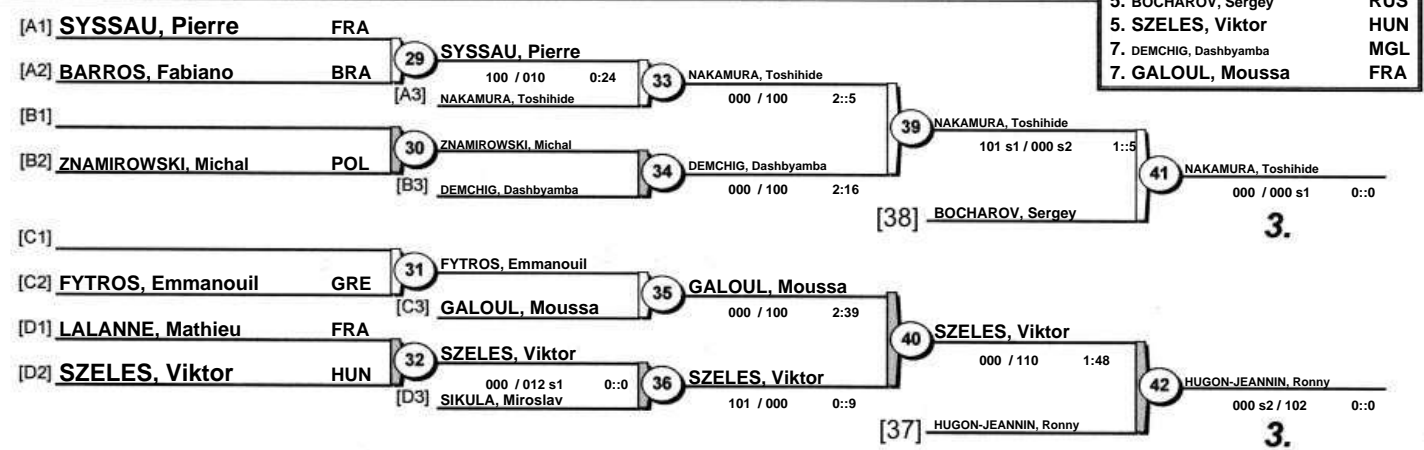 5. BOCHAROV, Sergey RUS
5. SZELES, Viktor HUN
7. DEMCHIG, Dashbyamba MGL
7. GALOUL, Moussa FRA
[A1] SYSSAU, Pierre FRA
29
SYSSAU, Pierre
[A2] BARROS, Fabiano BRA
100 / 010 0:24
33
NAKAMURA, Toshihide
[A3] NAKAMURA, Toshihide
000 / 100 2::5
[B1]
39
NAKAMURA, Toshihide
30
ZNAMIROWSKI, Michal
101 s1 / 000 s2 1::5
[B2] ZNAMIROWSKI, Michal POL
34
DEMCHIG, Dashbyamba
41
NAKAMURA, Toshihide
[B3] DEMCHIG, Dashbyamba
000 / 100 2:16
000 / 000 s1 0::0
[38] BOCHAROV, Sergey
3.
[C1]
31
FYTROS, Emmanouil
[C2] FYTROS, Emmanouil GRE
35
GALOUL, Moussa
[C3] GALOUL, Moussa
000 / 100 2:39
[D1] LALANNE, Mathieu FRA
40
SZELES, Viktor
32
SZELES, Viktor
000 / 110 1:48
[D2] SZELES, Viktor HUN
000 / 012 s1 0::0
36
SZELES, Viktor
42
HUGON-JEANNIN, Ronny
[D3] SIKULA, Miroslav
101 / 000 0::9
000 s2 / 102 0::0
[37] HUGON-JEANNIN, Ronny
3.